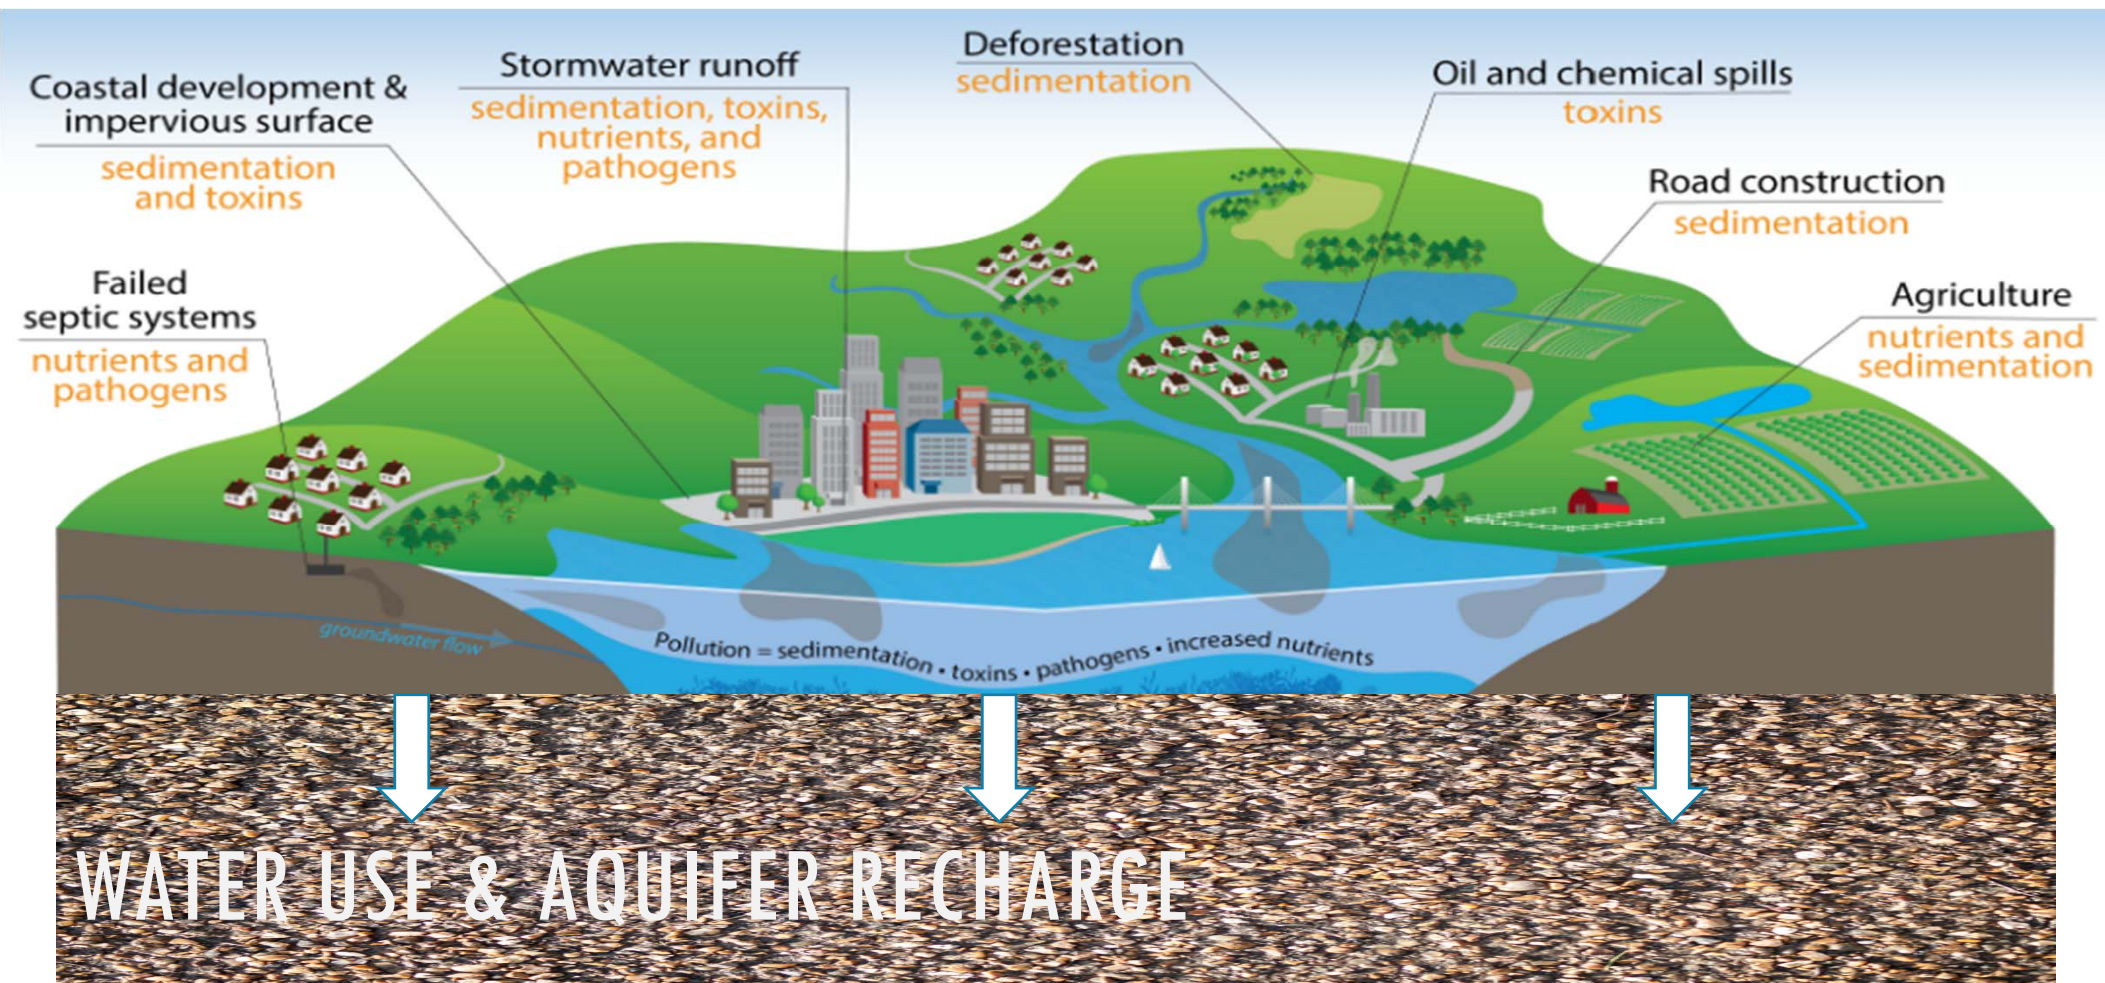 Deforestation
sedimentation
Stormwater runoff
sedimentation, toxins,
nutrients, and
pathogens
Oil and chemical spills
toxins
Coastal development &
impervious surface
sedimentation
and toxins
Road construction
sedimentation
Failed
septic systems
nutrients and
pathogens
Agriculture
nutrients and
sedimentation
groundwater flow
Pollution = sedimentation • toxins • pathogens • increased nutrients
WATER USE & AQUIFER RECHARGE